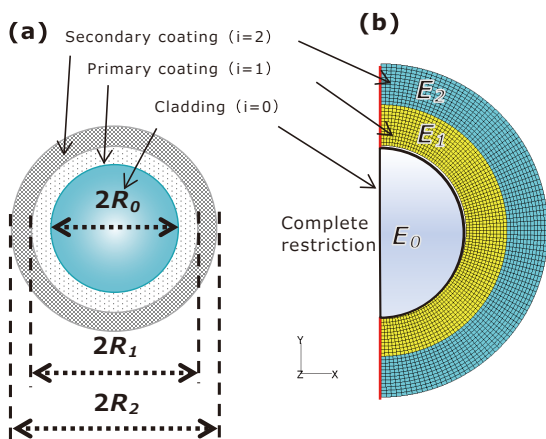 (a)
Secondary coating (i=2)
Primary coating (i=1)
Cladding (i=0)
2R₀
2R₁
2R₂
(b)
E₂
E₁
E₀
Complete
restriction
Y
Z X